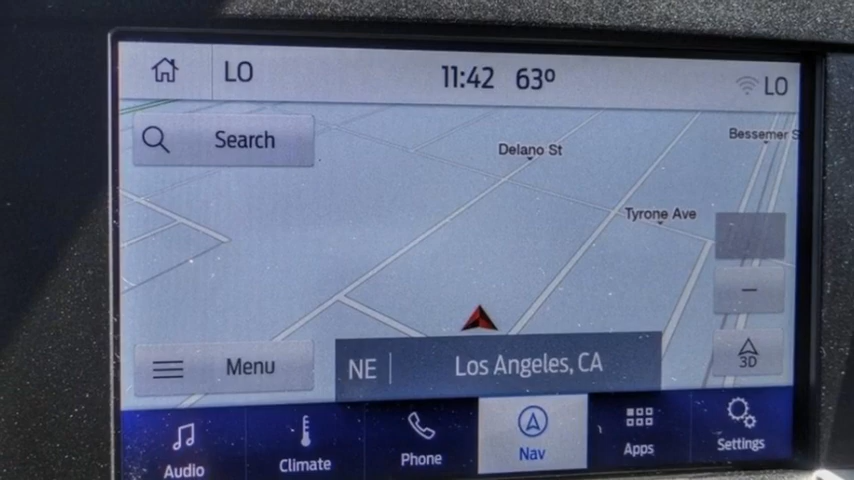 LO 11:42 63º LO
Search
Delano St
Bessemer S
Tyrone Ave
3D
Menu
NE Los Angeles, CA
Audio Climate Phone Nav Apps Settings